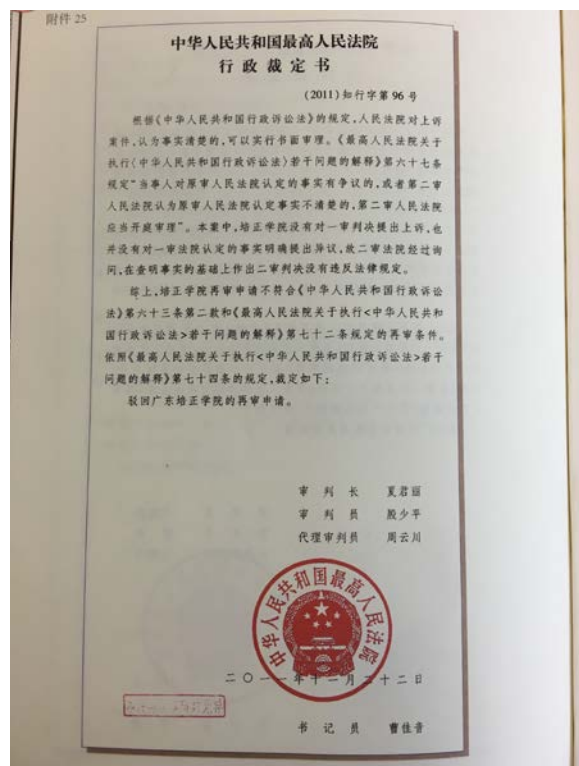 附件 25
中华人民共和国最高人民法院
行政裁定书
(2011)知行字第96号
根据《中华人民共和国行政诉讼法》的规定,人民法院对上诉
案件,认为事实清楚的,可以实行书面审理。《最高人民法院关于
执行〈中华人民共和国行政诉讼法〉若干问题的解释》第六十七条
规定"当事人对原审人民法院认定的事实有争议的,或者第二审
人民法院认为原审人民法院认定事实不清楚的,第二审人民法院
应当开庭审理"。本案中,培正学院没有对一审判决提出上诉,也
并没有对一审法院认定的事实明确提出异议,故二审法院经过询
问,在查明事实的基础上作出二审判决没有违反法律规定。
综上,培正学院再审申请不符合《中华人民共和国行政诉讼
法》第六十三条第二款和《最高人民法院关于执行<中华人民共和
国行政诉讼法>若干问题的解释》第七十二条规定的再审条件。
依照《最高人民法院关于执行<中华人民共和国行政诉讼法>若干
问题的解释》第七十四条的规定,裁定如下:
驳回广东培正学院的再审申请。
审 判 长 夏君丽
审 判 员 殷少平
代理审判员 周云川
中华人民共和国最高人民法院
二〇一一年十一月二十二日
书 记 员 曹佳音